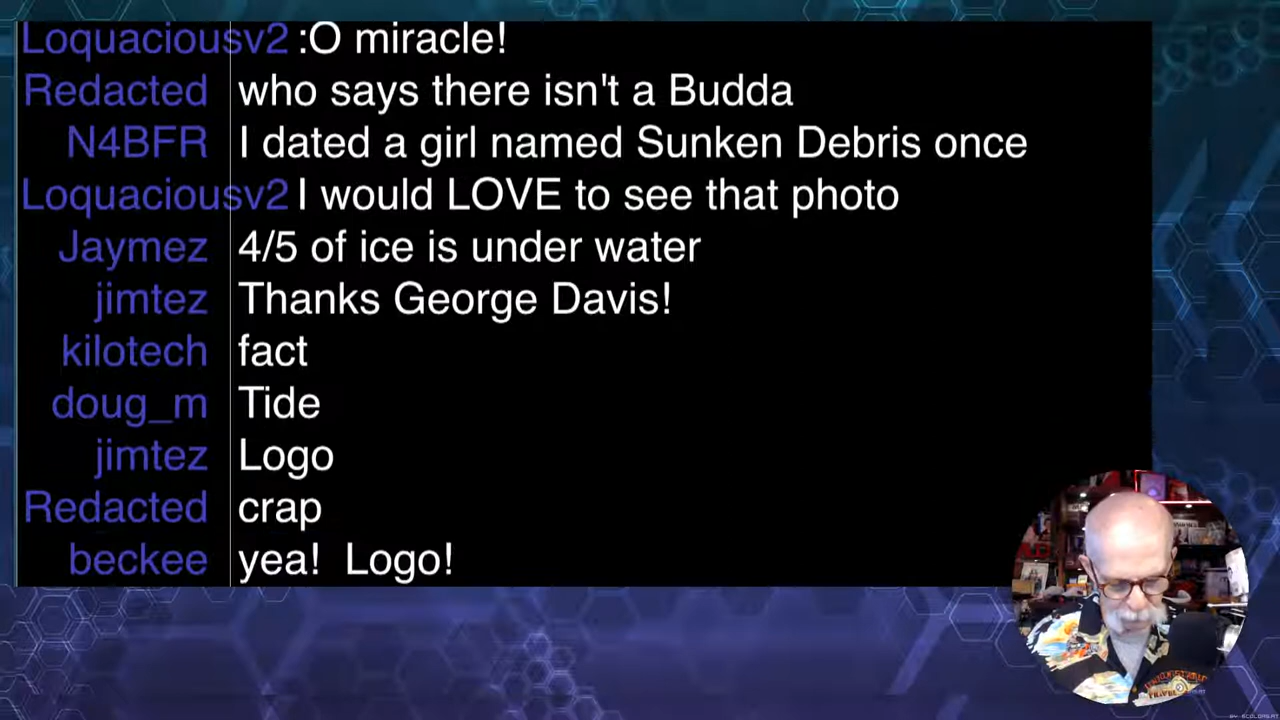 Loquaciousv2 :O miracle!
Redacted who says there isn't a Budda
N4BFR I dated a girl named Sunken Debris once
Loquaciousv2 I would LOVE to see that photo
Jaymez 4/5 of ice is under water
jimtez Thanks George Davis!
kilotech fact
doug_m Tide
jimtez Logo
Redacted crap
beckee yea!  Logo!